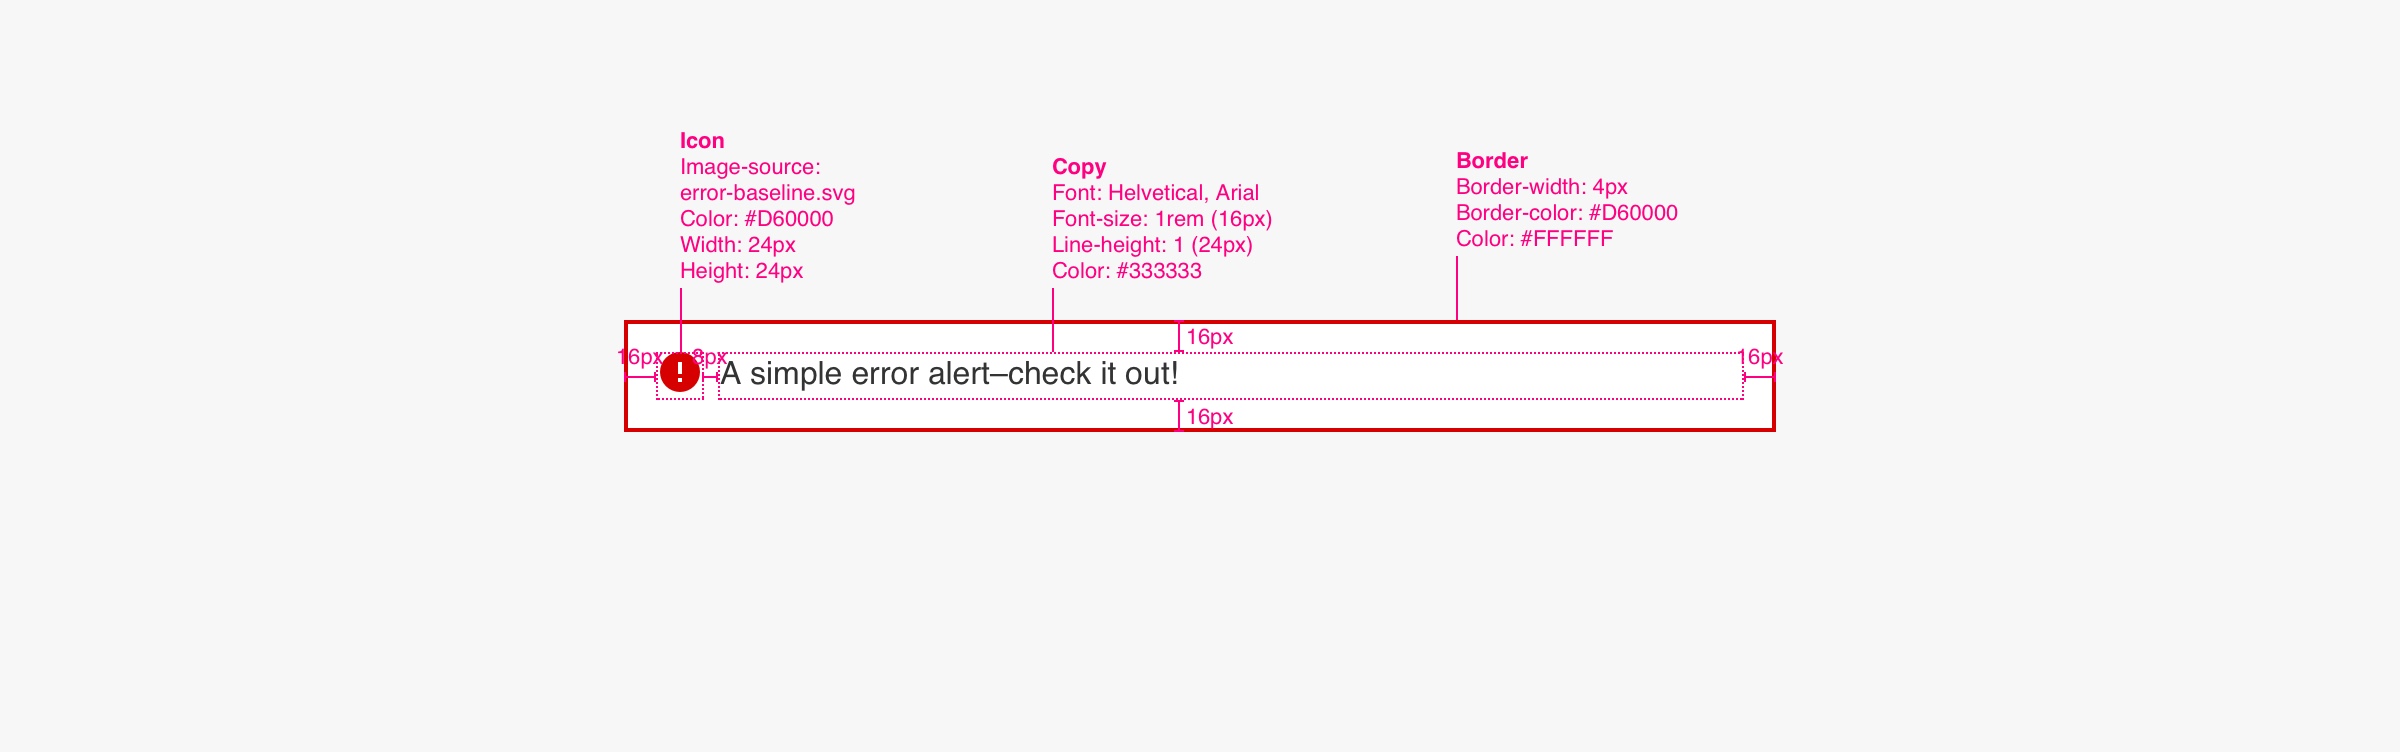 Icon
Image-source:
error-baseline.svg
Color: #D60000
Width: 24px
Height: 24px
Copy
Font: Helvetical, Arial
Font-size: 1rem (16px)
Line-height: 1 (24px)
Color: #333333
Border
Border-width: 4px
Border-color: #D60000
Color: #FFFFFF
16px
16px
8px
16px
A simple error alert–check it out!
16px